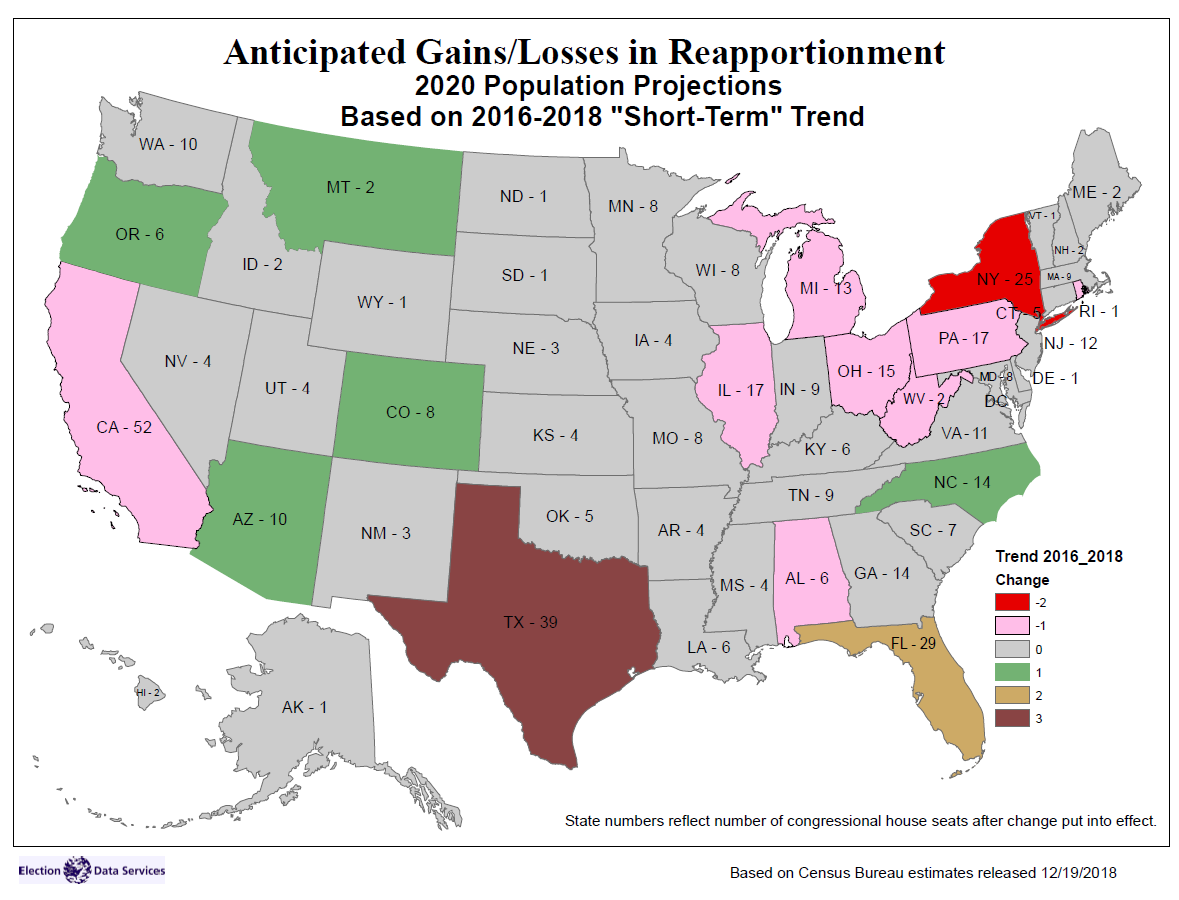 Anticipated Gains/Losses in Reapportionment
2020 Population Projections
Based on 2016-2018 "Short-Term" Trend
WA - 10
MT - 2
ND - 1
MN - 8
ME - 2
VT - 1
OR - 6
ID - 2
SD - 1
WI - 8
NH - 2
NY - 25
MA - 9
MI - 13
WY - 1
CT - 5
RI - 1
IA - 4
PA - 17
NJ - 12
NE - 3
NV - 4
UT - 4
OH - 15
MD - 8
DE - 1
IL - 17
IN - 9
WV - 2
DC
CO - 8
CA - 52
KS - 4
MO - 8
VA - 11
KY - 6
NC - 14
TN - 9
AZ - 10
OK - 5
NM - 3
AR - 4
SC - 7
MS - 4
AL - 6
GA - 14
TX - 39
LA - 6
FL - 29
HI - 2
AK - 1
Trend 2016_2018
Change
-2
-1
0
1
2
3
State numbers reflect number of congressional house seats after change put into effect.
Election Data Services
Based on Census Bureau estimates released 12/19/2018